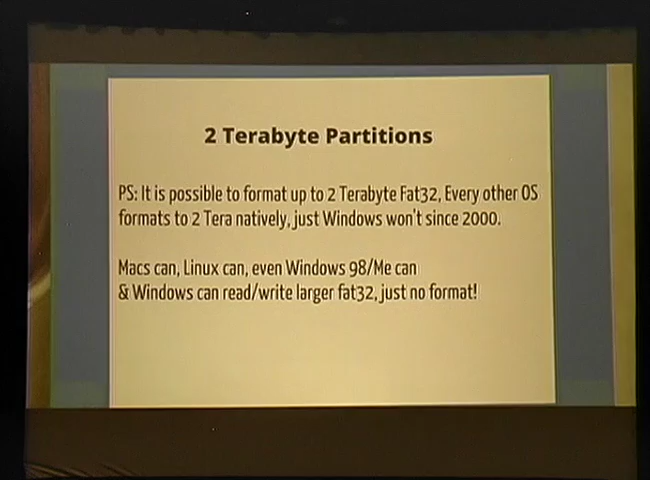 2 Terabyte Partitions
PS: It is possible to format up to 2 Terabyte Fat32, Every other OS
formats to 2 Tera natively, just Windows won't since 2000.
Macs can, Linux can, even Windows 98/Me can
& Windows can read/write larger fat32, just no format!